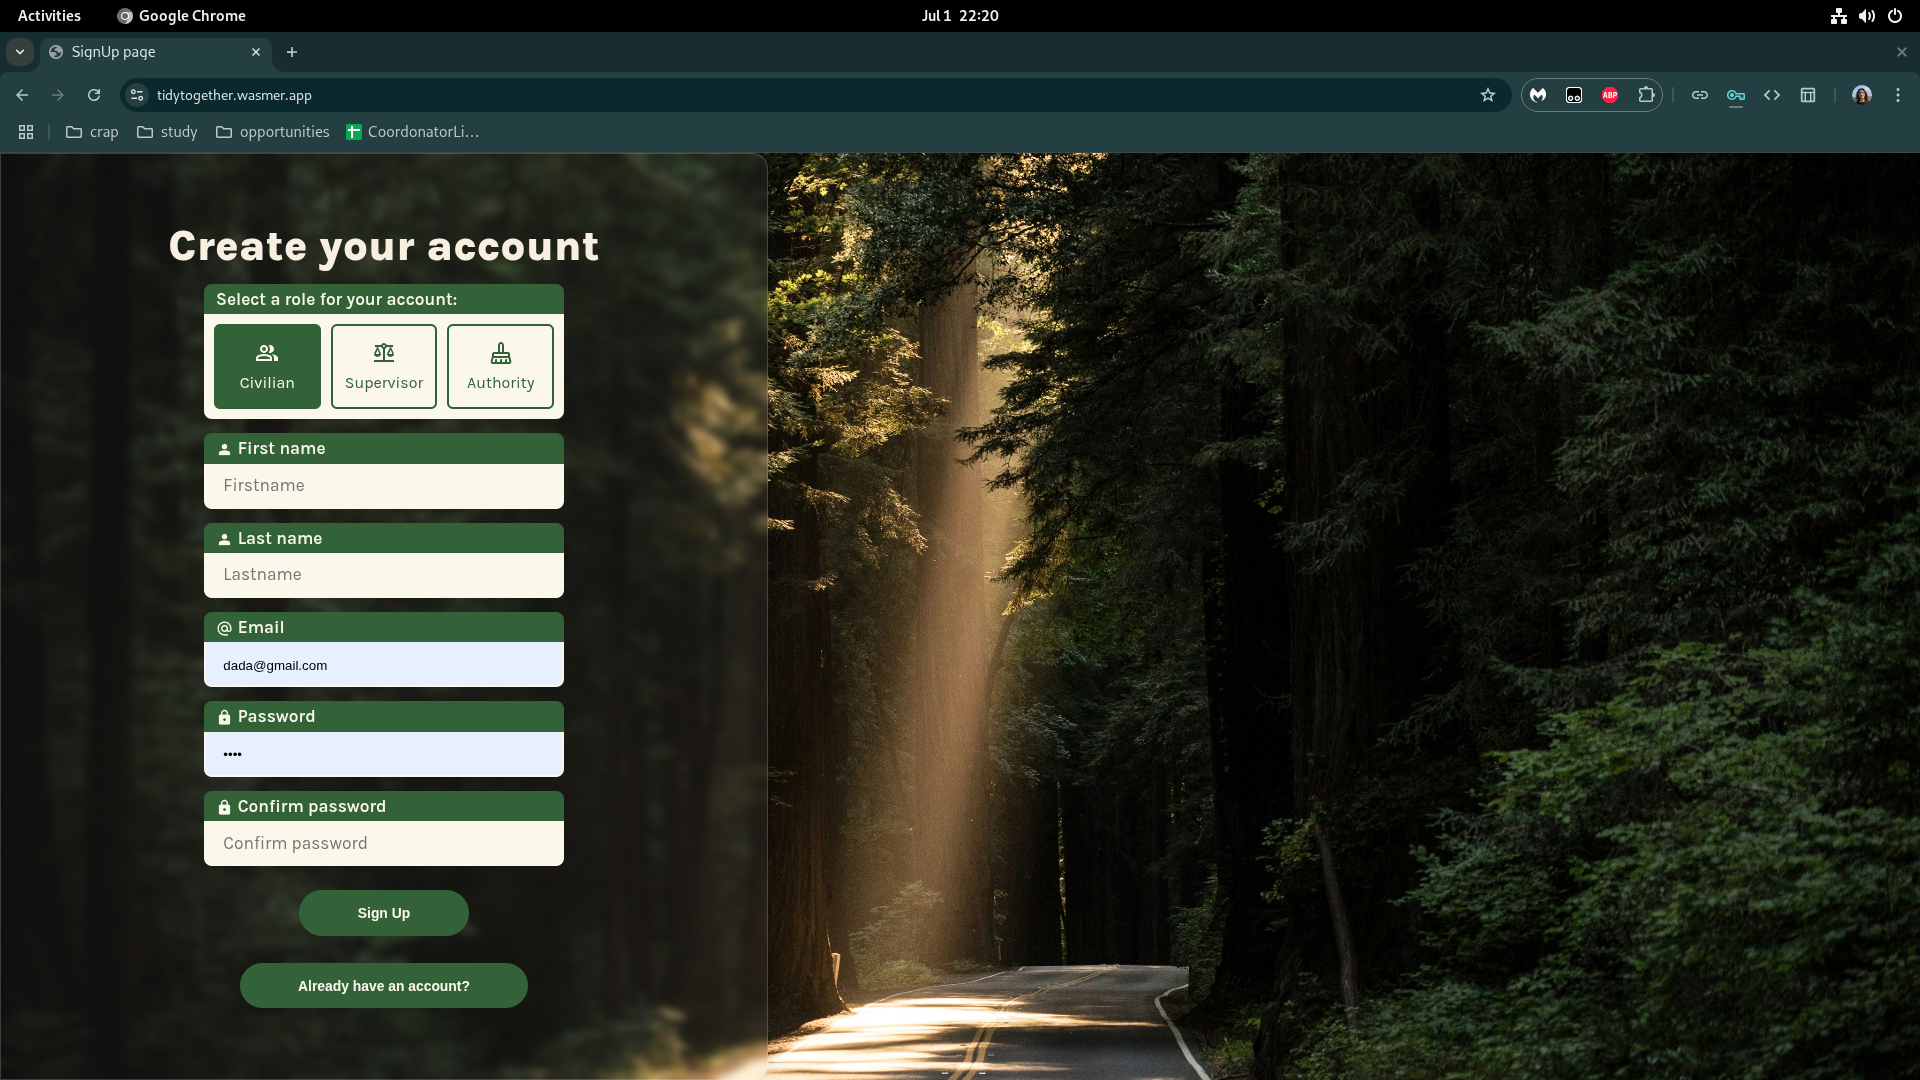 Activities Google Chrome Jul 1 22:20
SignUp page
tidytogether.wasmer.app ABP
crap study opportunities CoordonatorLi...
Create your account
Select a role for your account:
Civilian Supervisor Authority
First name
Firstname
Last name
Lastname
Email
dada@gmail.com
Password
••••
Confirm password
Confirm password
Sign Up
Already have an account?